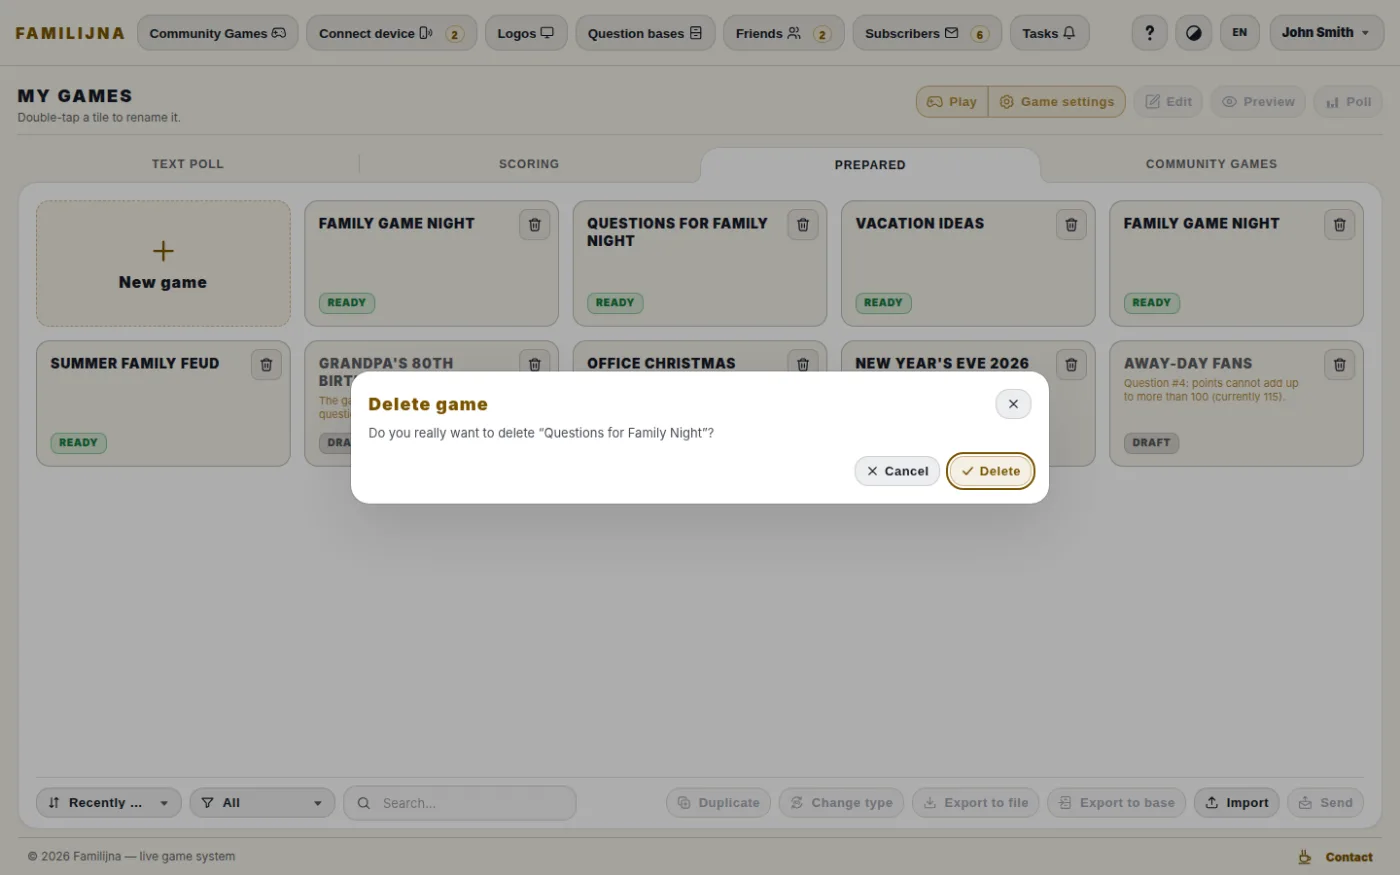 FAMILIJNA
Community Games
Connect device 2
Logos
Question bases
Friends 2
Subscribers 6
Tasks
?
EN
John Smith
MY GAMES
Double-tap a tile to rename it.
Play
Game settings
Edit
Preview
Poll
TEXT POLL
SCORING
PREPARED
COMMUNITY GAMES
New game
FAMILY GAME NIGHT
READY
QUESTIONS FOR FAMILY
NIGHT
READY
VACATION IDEAS
READY
FAMILY GAME NIGHT
READY
SUMMER FAMILY FEUD
READY
GRANDPA'S 80TH
OFFICE CHRISTMAS
NEW YEAR'S EVE 2026
AWAY-DAY FANS
Question #4: points cannot add up
to more than 100 (currently 115).
DRAFT
Delete game
Do you really want to delete “Questions for Family Night”?
Cancel
Delete
Recently ...
All
Search...
Duplicate
Change type
Export to file
Export to base
Import
Send
© 2026 Familijna — live game system
Contact